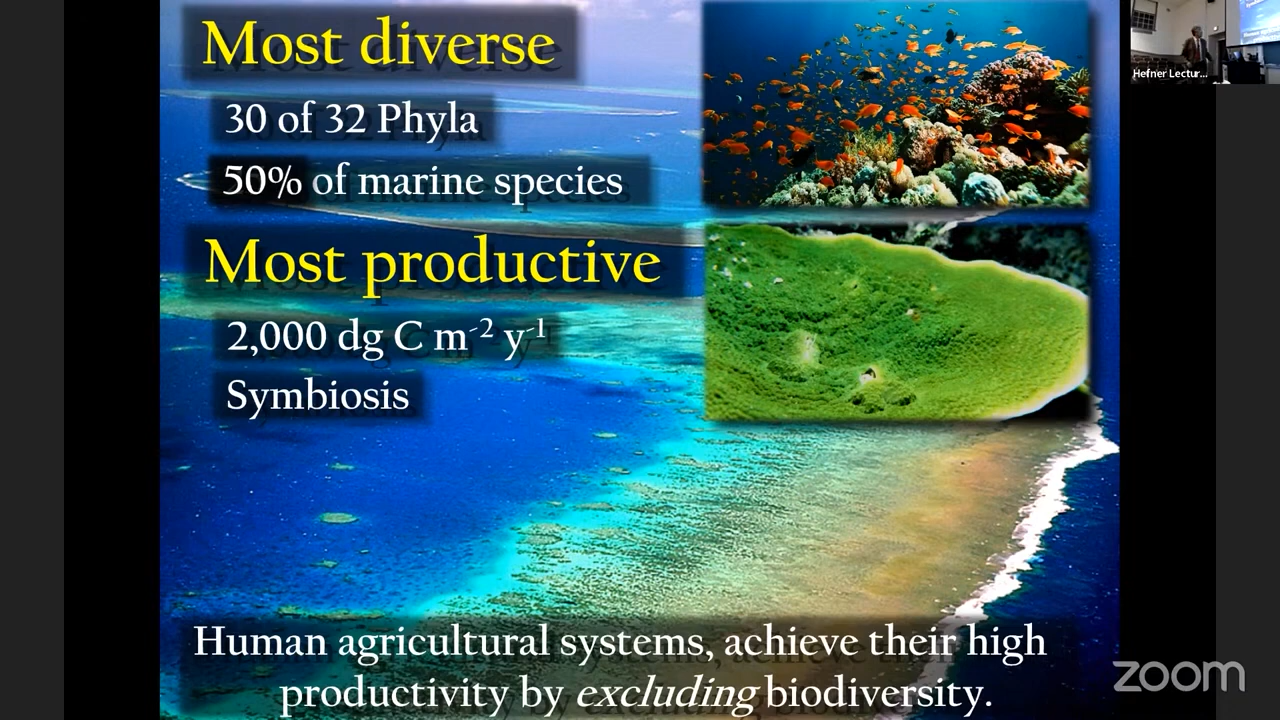 Most diverse
30 of 32 Phyla
50% of marine species
Most productive
2,000 dg C m⁻² y⁻¹
Symbiosis
Human agricultural systems, achieve their high
productivity by excluding biodiversity.
Hefner Lectur...
zoom